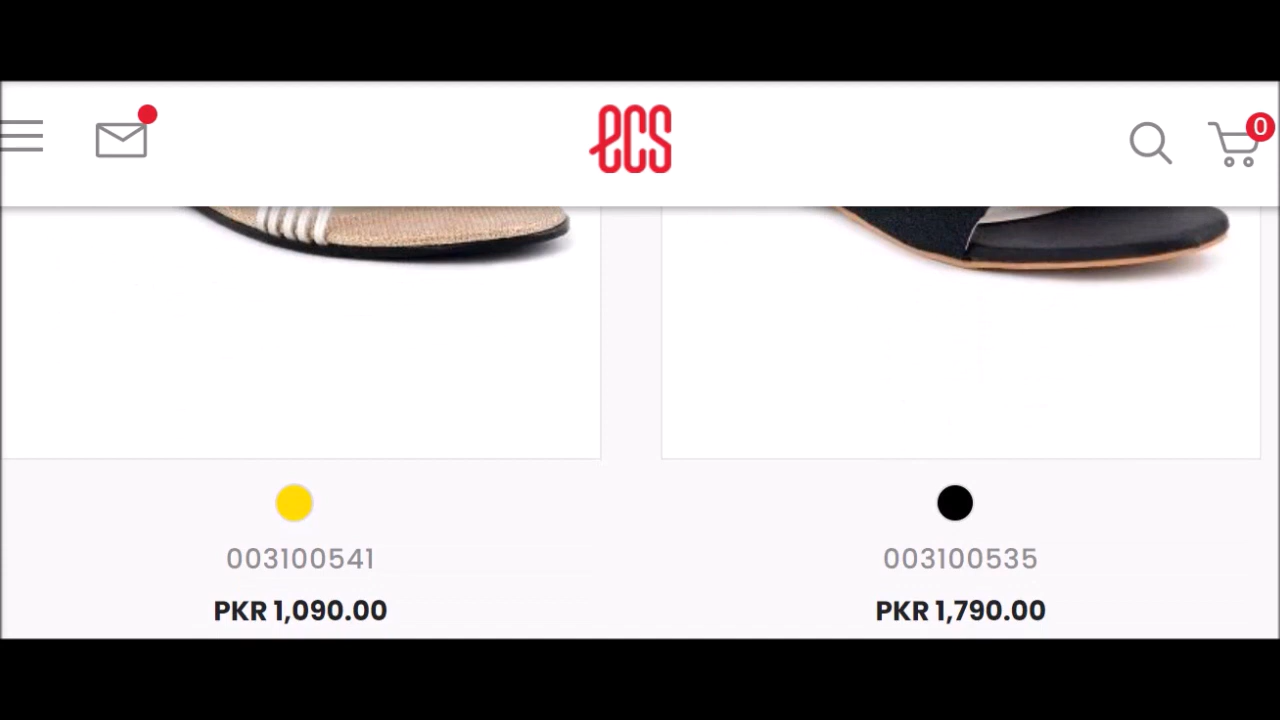 ecs
0
003100541
003100535
PKR 1,090.00
PKR 1,790.00